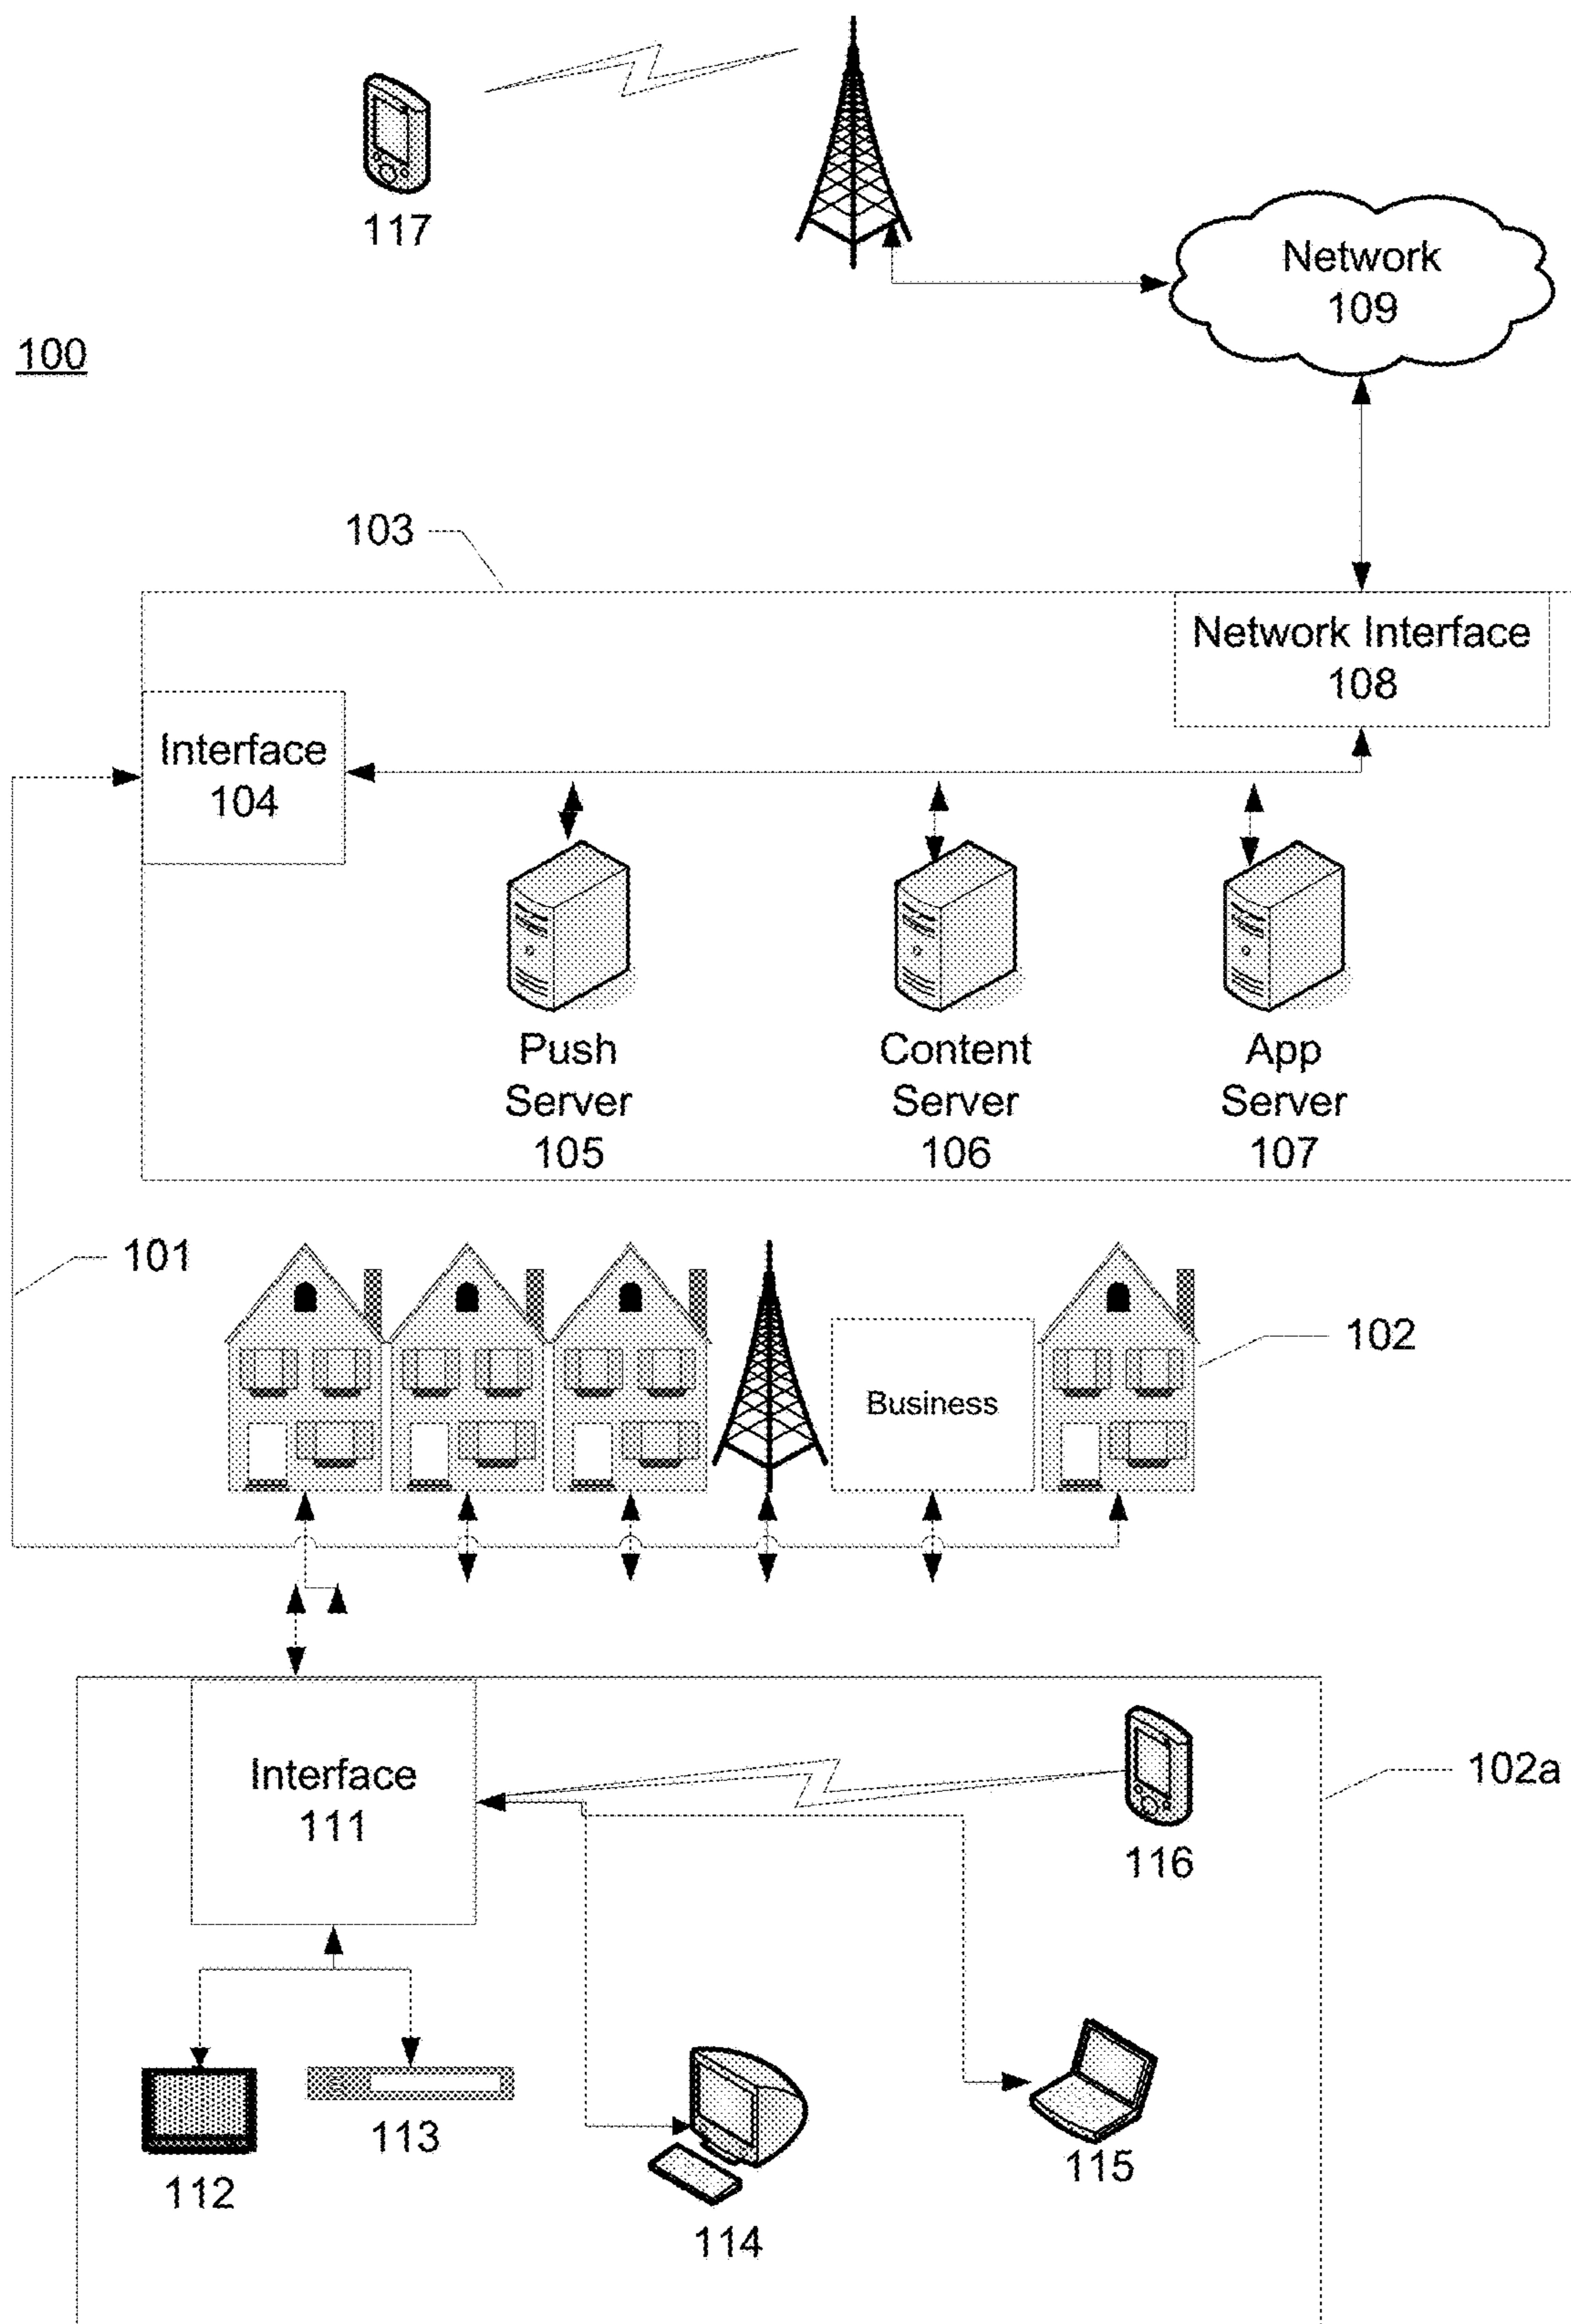 117
Network
109
100
103
Network Interface
108
Interface
104
Push
Server
105
Content
Server
106
App
Server
107
101
102
Business
Interface
111
102a
116
112
113
114
115